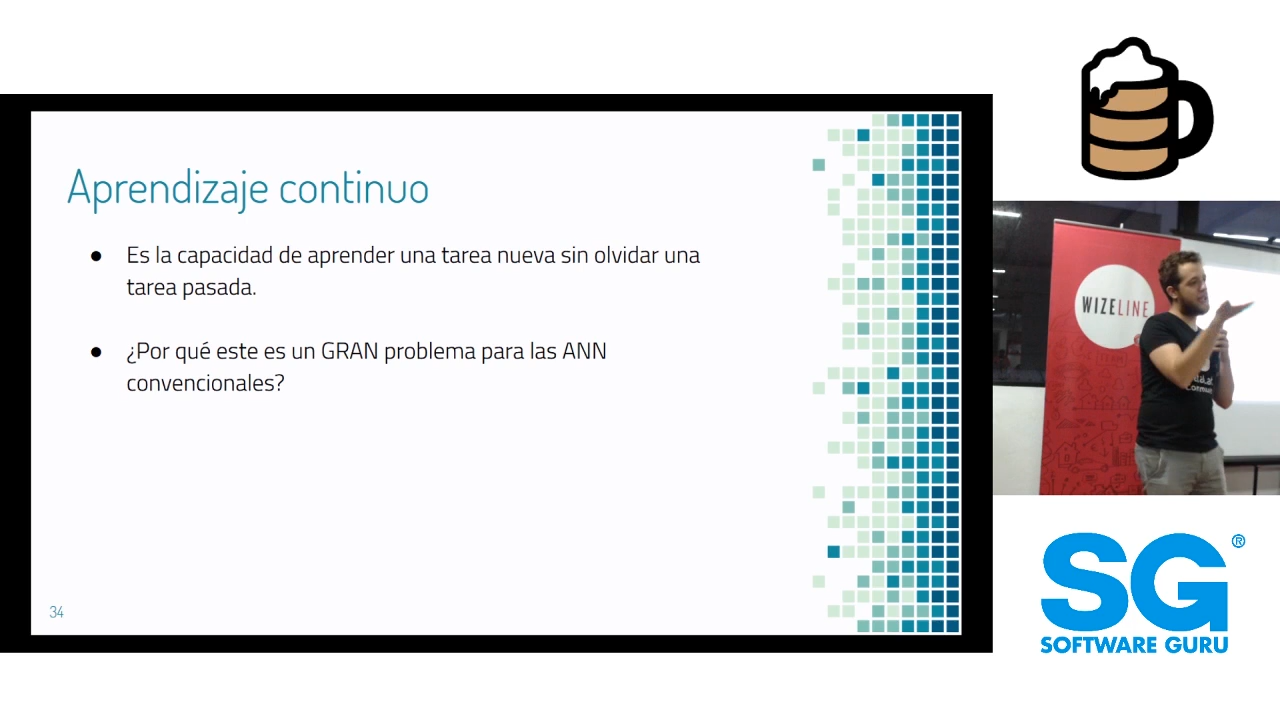 Aprendizaje continuo
● Es la capacidad de aprender una tarea nueva sin olvidar una
tarea pasada.
● ¿Por qué este es un GRAN problema para las ANN
convencionales?
34
WIZELINE
SG®
SOFTWARE GURU